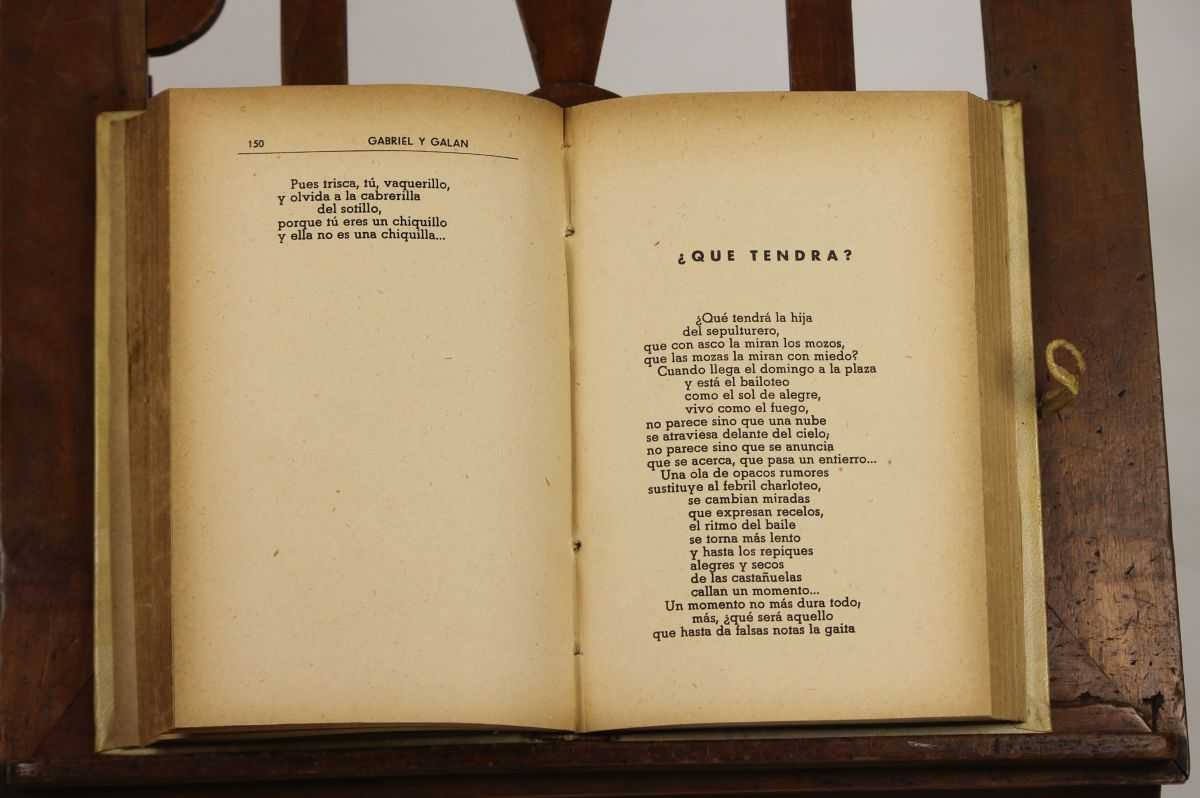 150 GABRIEL Y GALAN
Pues trisca, tú, vaquerillo,
y olvida a la cabrerilla
del sotillo,
porque tú eres un chiquillo
y ella no es una chiquilla...
¿QUE TENDRA?
¿Qué tendrá la hija
del sepulturero,
que con asco la miran los mozos,
que las mozas la miran con miedo?
Cuando llega el domingo a la plaza
y está el bailoteo
como el sol de alegre,
vivo como el fuego,
no parece sino que una nube
se atraviesa delante del cielo;
no parece sino que se anuncia
que se acerca, que pasa un entierro...
Una ola de opacos rumores
sustituye al febril charloteo,
se cambian miradas
que expresan recelos,
el ritmo del baile
se torna más lento
y hasta los repiques
alegres y secos
de las castañuelas
callan un momento...
Un momento no más dura todo;
más, ¿qué será aquello
que hasta da falsas notas la gaita